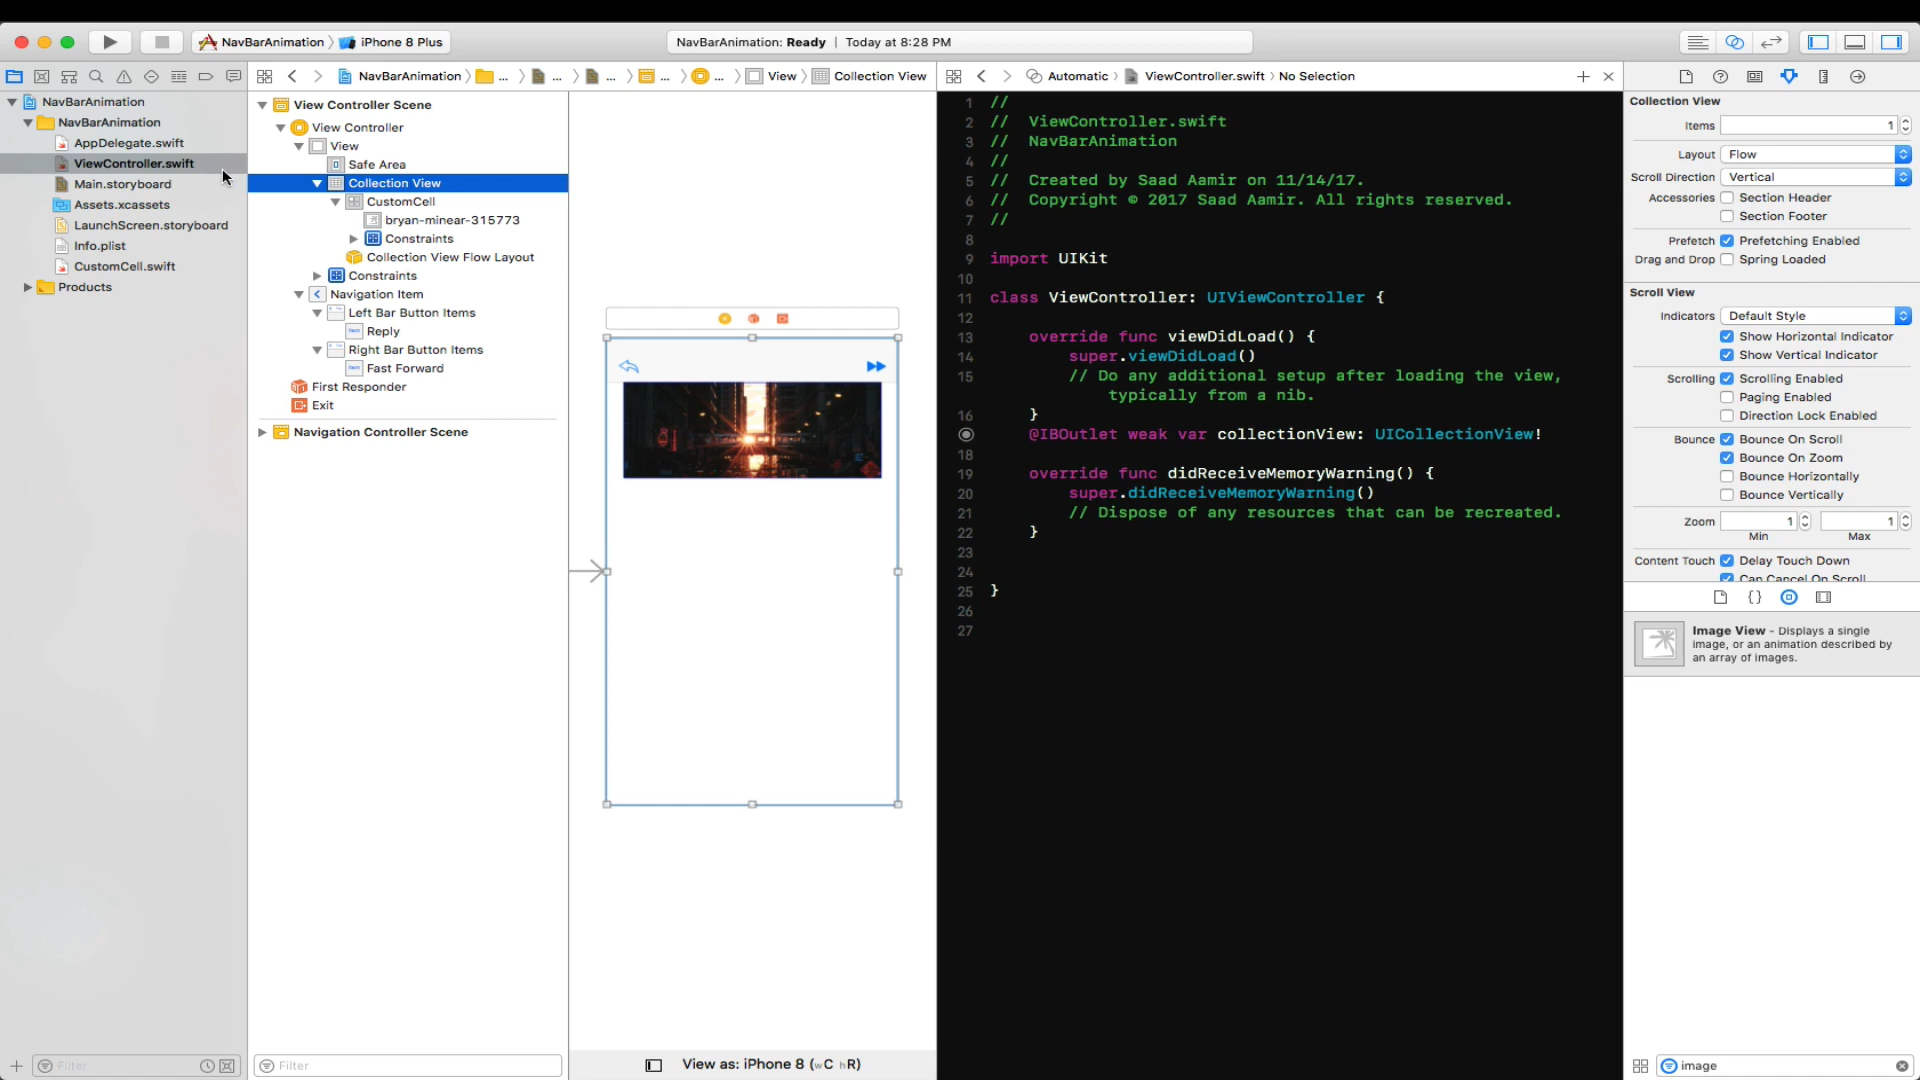 NavBarAnimation 〉 iPhone 8 Plus
NavBarAnimation: Ready | Today at 8:28 PM
NavBarAnimation
NavBarAnimation
AppDelegate.swift
ViewController.swift
Main.storyboard
Assets.xcassets
LaunchScreen.storyboard
Info.plist
CustomCell.swift
Products
Filter
NavBarAnimation 〉 ... 〉 ... 〉 ... 〉 ... 〉 ... 〉 View 〉 Collection View
View Controller Scene
View Controller
View
Safe Area
Collection View
CustomCell
bryan-minear-315773
Constraints
Collection View Flow Layout
Constraints
Navigation Item
Left Bar Button Items
Reply
Right Bar Button Items
Fast Forward
First Responder
Exit
Navigation Controller Scene
Filter
View as: iPhone 8 (wC hR)
Automatic 〉 ViewController.swift 〉 No Selection
1 //
2 // ViewController.swift
3 // NavBarAnimation
4 //
5 // Created by Saad Aamir on 11/14/17.
6 // Copyright © 2017 Saad Aamir. All rights reserved.
7 //
8
9 import UIKit
10
11 class ViewController: UIViewController {
12
13 override func viewDidLoad() {
14 super.viewDidLoad()
15 // Do any additional setup after loading the view,
typically from a nib.
16 }
@IBOutlet weak var collectionView: UICollectionView!
18
19 override func didReceiveMemoryWarning() {
20 super.didReceiveMemoryWarning()
21 // Dispose of any resources that can be recreated.
22 }
23
24
25 }
26
27
Collection View
Items 1
Layout Flow
Scroll Direction Vertical
Accessories Section Header
Section Footer
Prefetch Prefetching Enabled
Drag and Drop Spring Loaded
Scroll View
Indicators Default Style
Show Horizontal Indicator
Show Vertical Indicator
Scrolling Scrolling Enabled
Paging Enabled
Direction Lock Enabled
Bounce Bounce On Scroll
Bounce On Zoom
Bounce Horizontally
Bounce Vertically
Zoom 1 1
Min Max
Content Touch Delay Touch Down
Can Cancel On Scroll
{}
Image View - Displays a single
image, or an animation described by
an array of images.
image